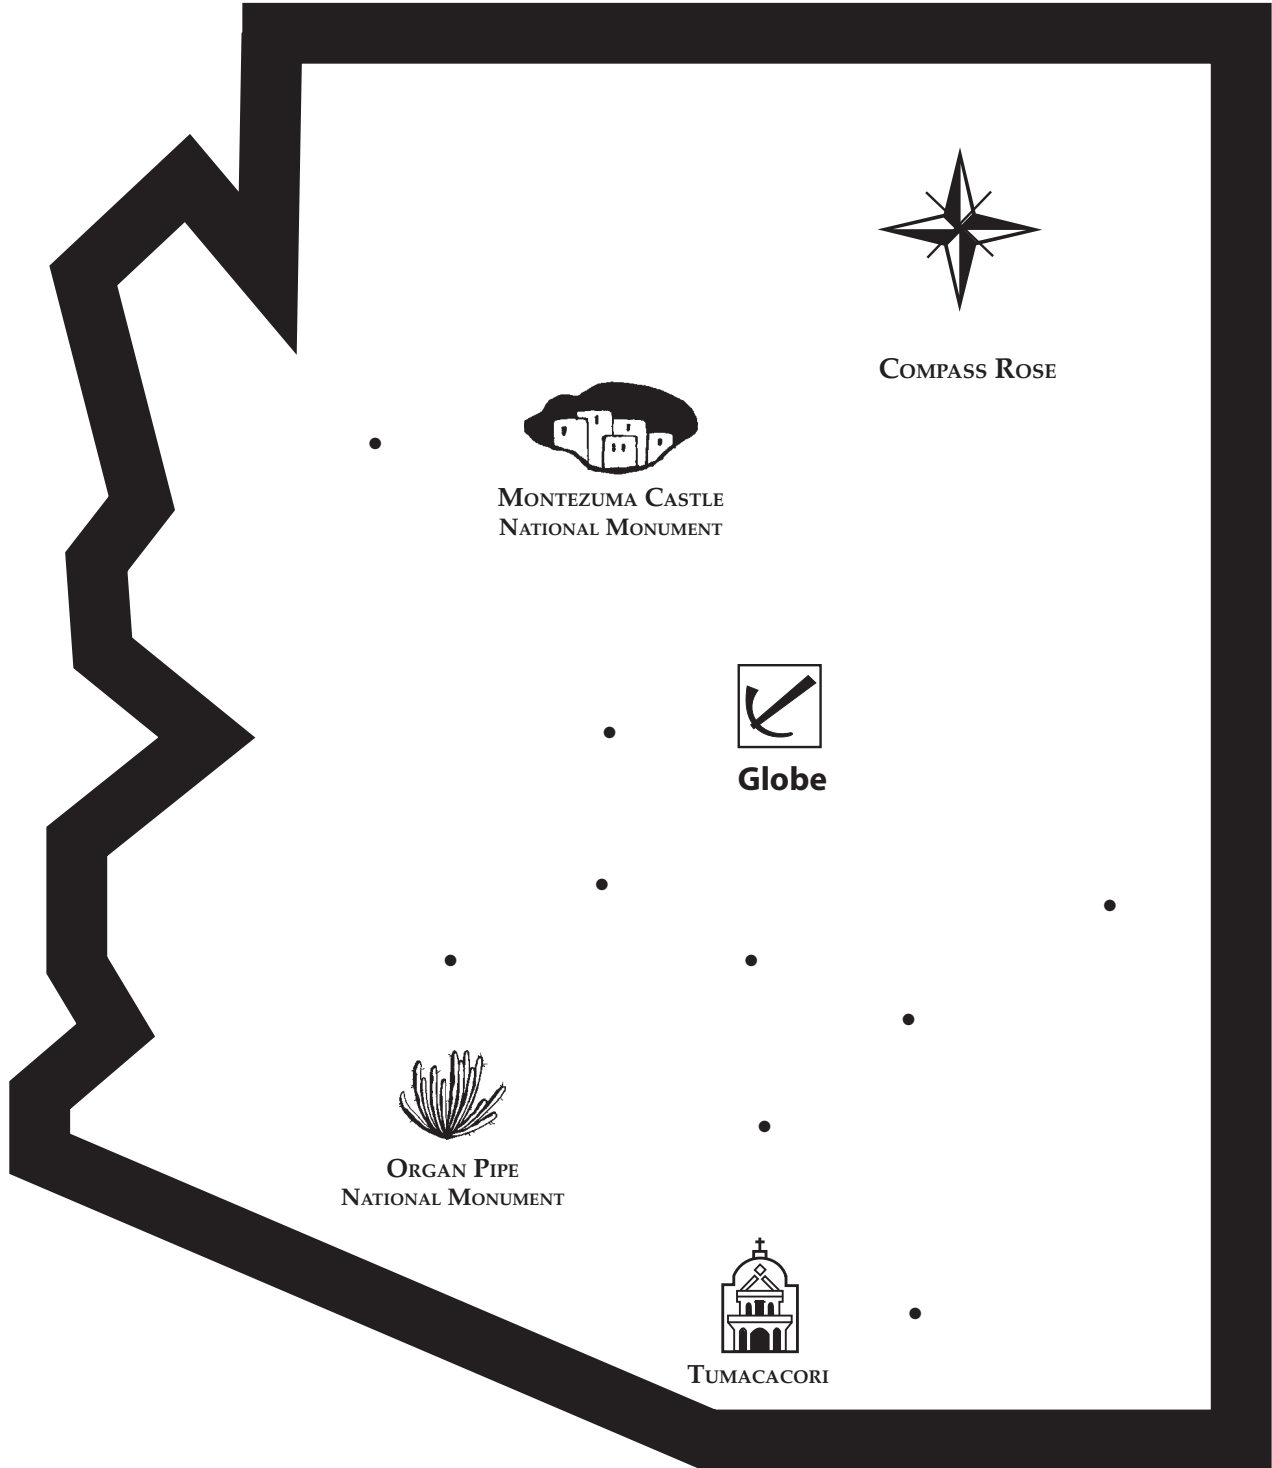 Compass Rose
Montezuma Castle
National Monument
Globe
Organ Pipe
National Monument
Tumacacori